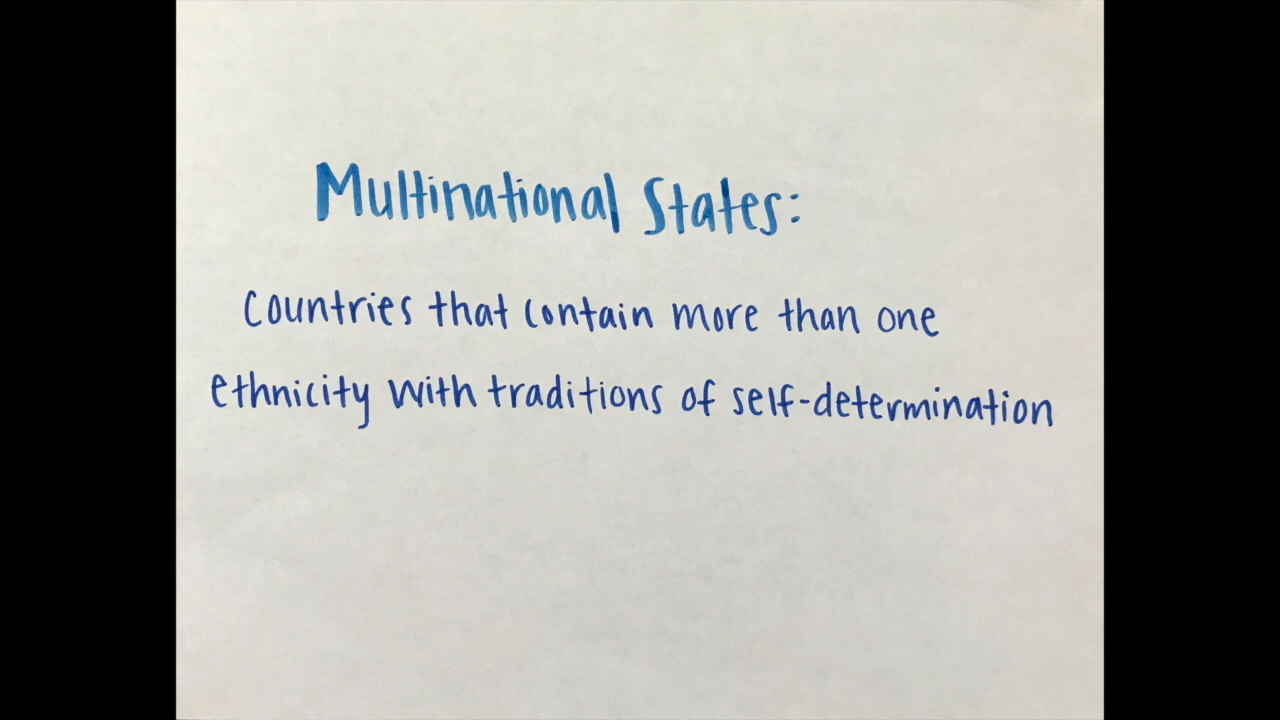 Multinational States:
Countries that contain more than one
ethnicity with traditions of self-determination